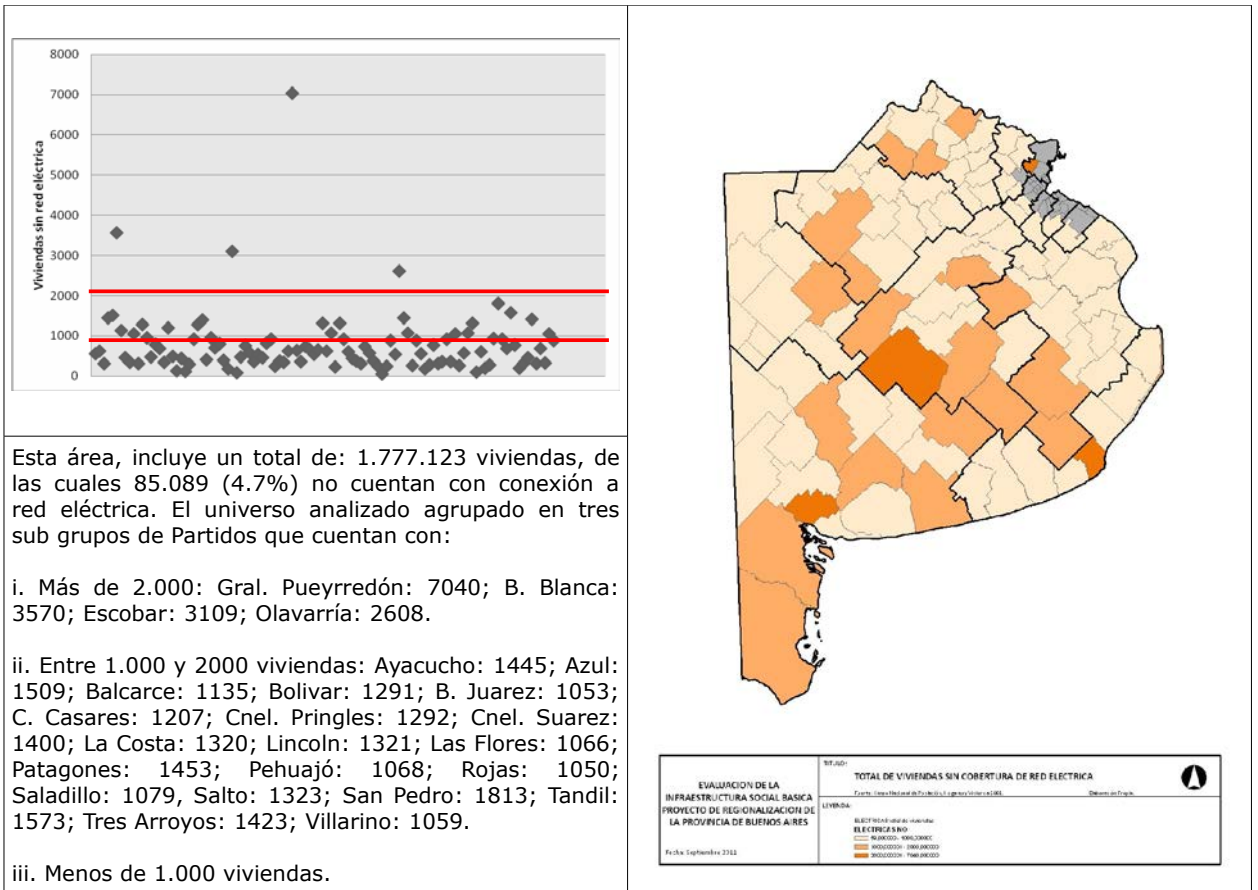 8000
7000
6000
5000
4000
3000
2000
1000
0
Viviendas sin red eléctrica
Esta área, incluye un total de: 1.777.123 viviendas, de
las cuales 85.089 (4.7%) no cuentan con conexión a
red eléctrica. El universo analizado agrupado en tres
sub grupos de Partidos que cuentan con:
i. Más de 2.000: Gral. Pueyrredón: 7040; B. Blanca:
3570; Escobar: 3109; Olavarría: 2608.
ii. Entre 1.000 y 2000 viviendas: Ayacucho: 1445; Azul:
1509; Balcarce: 1135; Bolivar: 1291; B. Juarez: 1053;
C. Casares: 1207; Cnel. Pringles: 1292; Cnel. Suarez:
1400; La Costa: 1320; Lincoln: 1321; Las Flores: 1066;
Patagones: 1453; Pehuajó: 1068; Rojas: 1050;
Saladillo: 1079, Salto: 1323; San Pedro: 1813; Tandil:
1573; Tres Arroyos: 1423; Villarino: 1059.
iii. Menos de 1.000 viviendas.
EVALUACION DE LA
INFRAESTRUCTURA SOCIAL BASICA
PROYECTO DE REGIONALIZACION DE
LA PROVINCIA DE BUENOS AIRES
TITULO:
TOTAL DE VIVIENDAS SIN COBERTURA DE RED ELECTRICA
LEYENDA:
ELECTRICAS NO